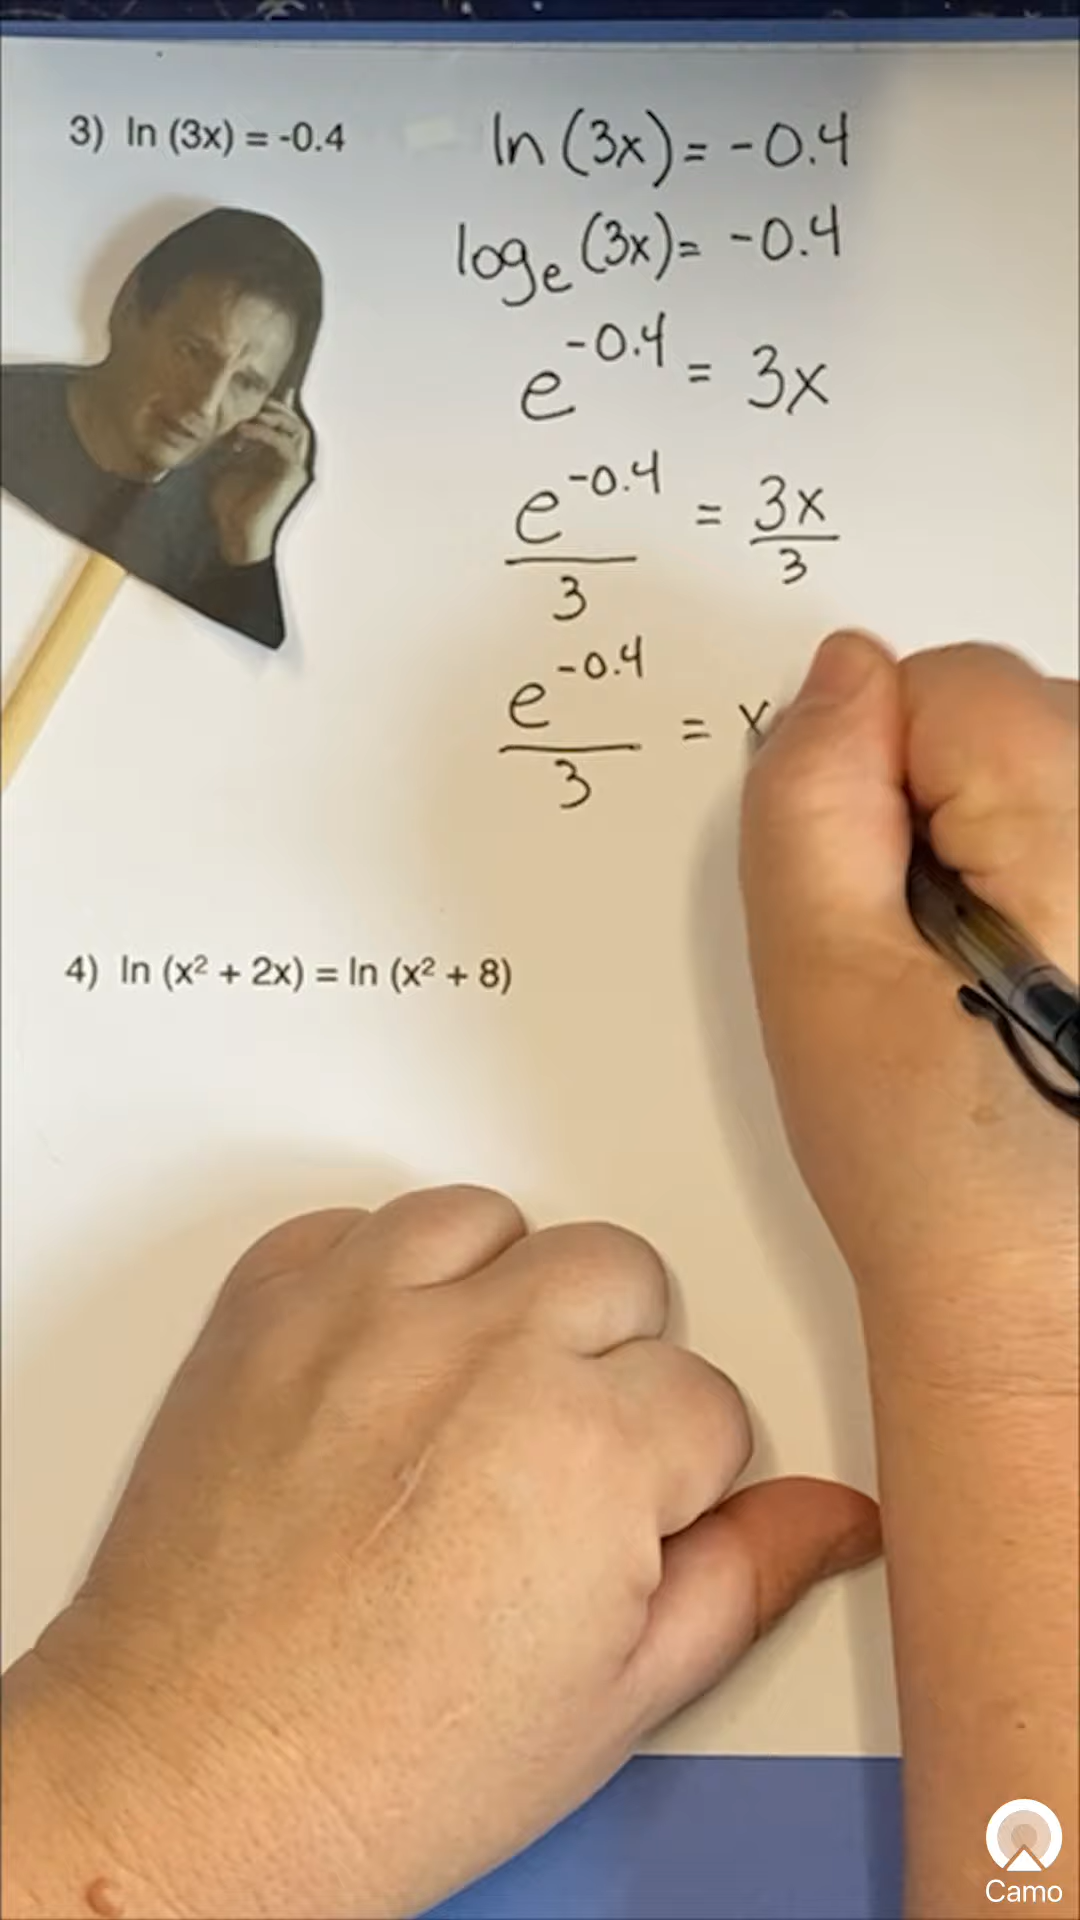 3) ln (3x) = -0.4
ln (3x) = -0.4
logₑ (3x) = -0.4
e^-0.4 = 3x
e^-0.4/3 = 3x/3
e^-0.4/3 = x
4) ln (x² + 2x) = ln (x² + 8)
Camo